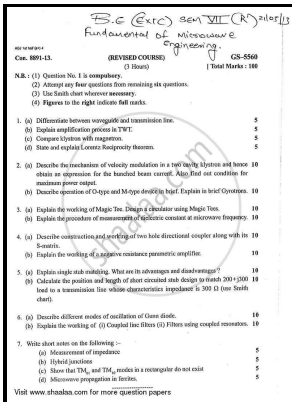 B.E (Extc) SEM VII (R) 21/05/13
Fundamental of Microwave
Engineering.
Con. 8891-13. (REVISED COURSE) GS-5560
(3 Hours) [ Total Marks : 100
N.B. : (1) Question No. 1 is compulsory.
(2) Attempt any four questions from remaining six questions.
(3) Use Smith chart wherever necessary.
(4) Figures to the right indicate full marks.
1. (a) Differentiate between waveguide and transmission line. 5
(b) Explain amplification process in TWT. 5
(c) Compare klystron with magnetron. 5
(d) State and explain Lorentz Reciprocity theorem. 5
2. (a) Describe the mechanism of velocity modulation in a two cavity klystron and hence 10
obtain an expression for the bunched beam current. Also find out condition for
maximum power output.
(b) Describe operation of O-type and M-type device in brief. Explain in brief Gyrotrons. 10
3. (a) Explain the working of Magic Tee. Design a circulator using Magic Tees. 10
(b) Explain the procedure of measurement of dielectric constant at microwave frequency. 10
4. (a) Describe construction and working of two hole directional coupler along with its 10
S-matrix.
(b) Explain the working of a negative resistance parametric amplifier. 10
5. (a) Explain single stub matching. What are its advantages and disadvantages ? 10
(b) Calculate the position and length of short circuited stub design to match 200+j300 10
load to a transmission line whose characteristics impedance is 300 Ω (use Smith
chart).
6. (a) Describe different modes of oscillation of Gunn diode. 10
(b) Explain the working of (i) Coupled line filters (ii) Filters using coupled resonators. 10
7. Write short notes on the following :-
(a) Measurement of impedance 5
(b) Hybrid junctions 5
(c) Show that TM and TM modes in a rectangular do not exist 5
(d) Microwave propagation in ferrites. 5
Visit www.shaalaa.com for more question papers
shaalaa.com